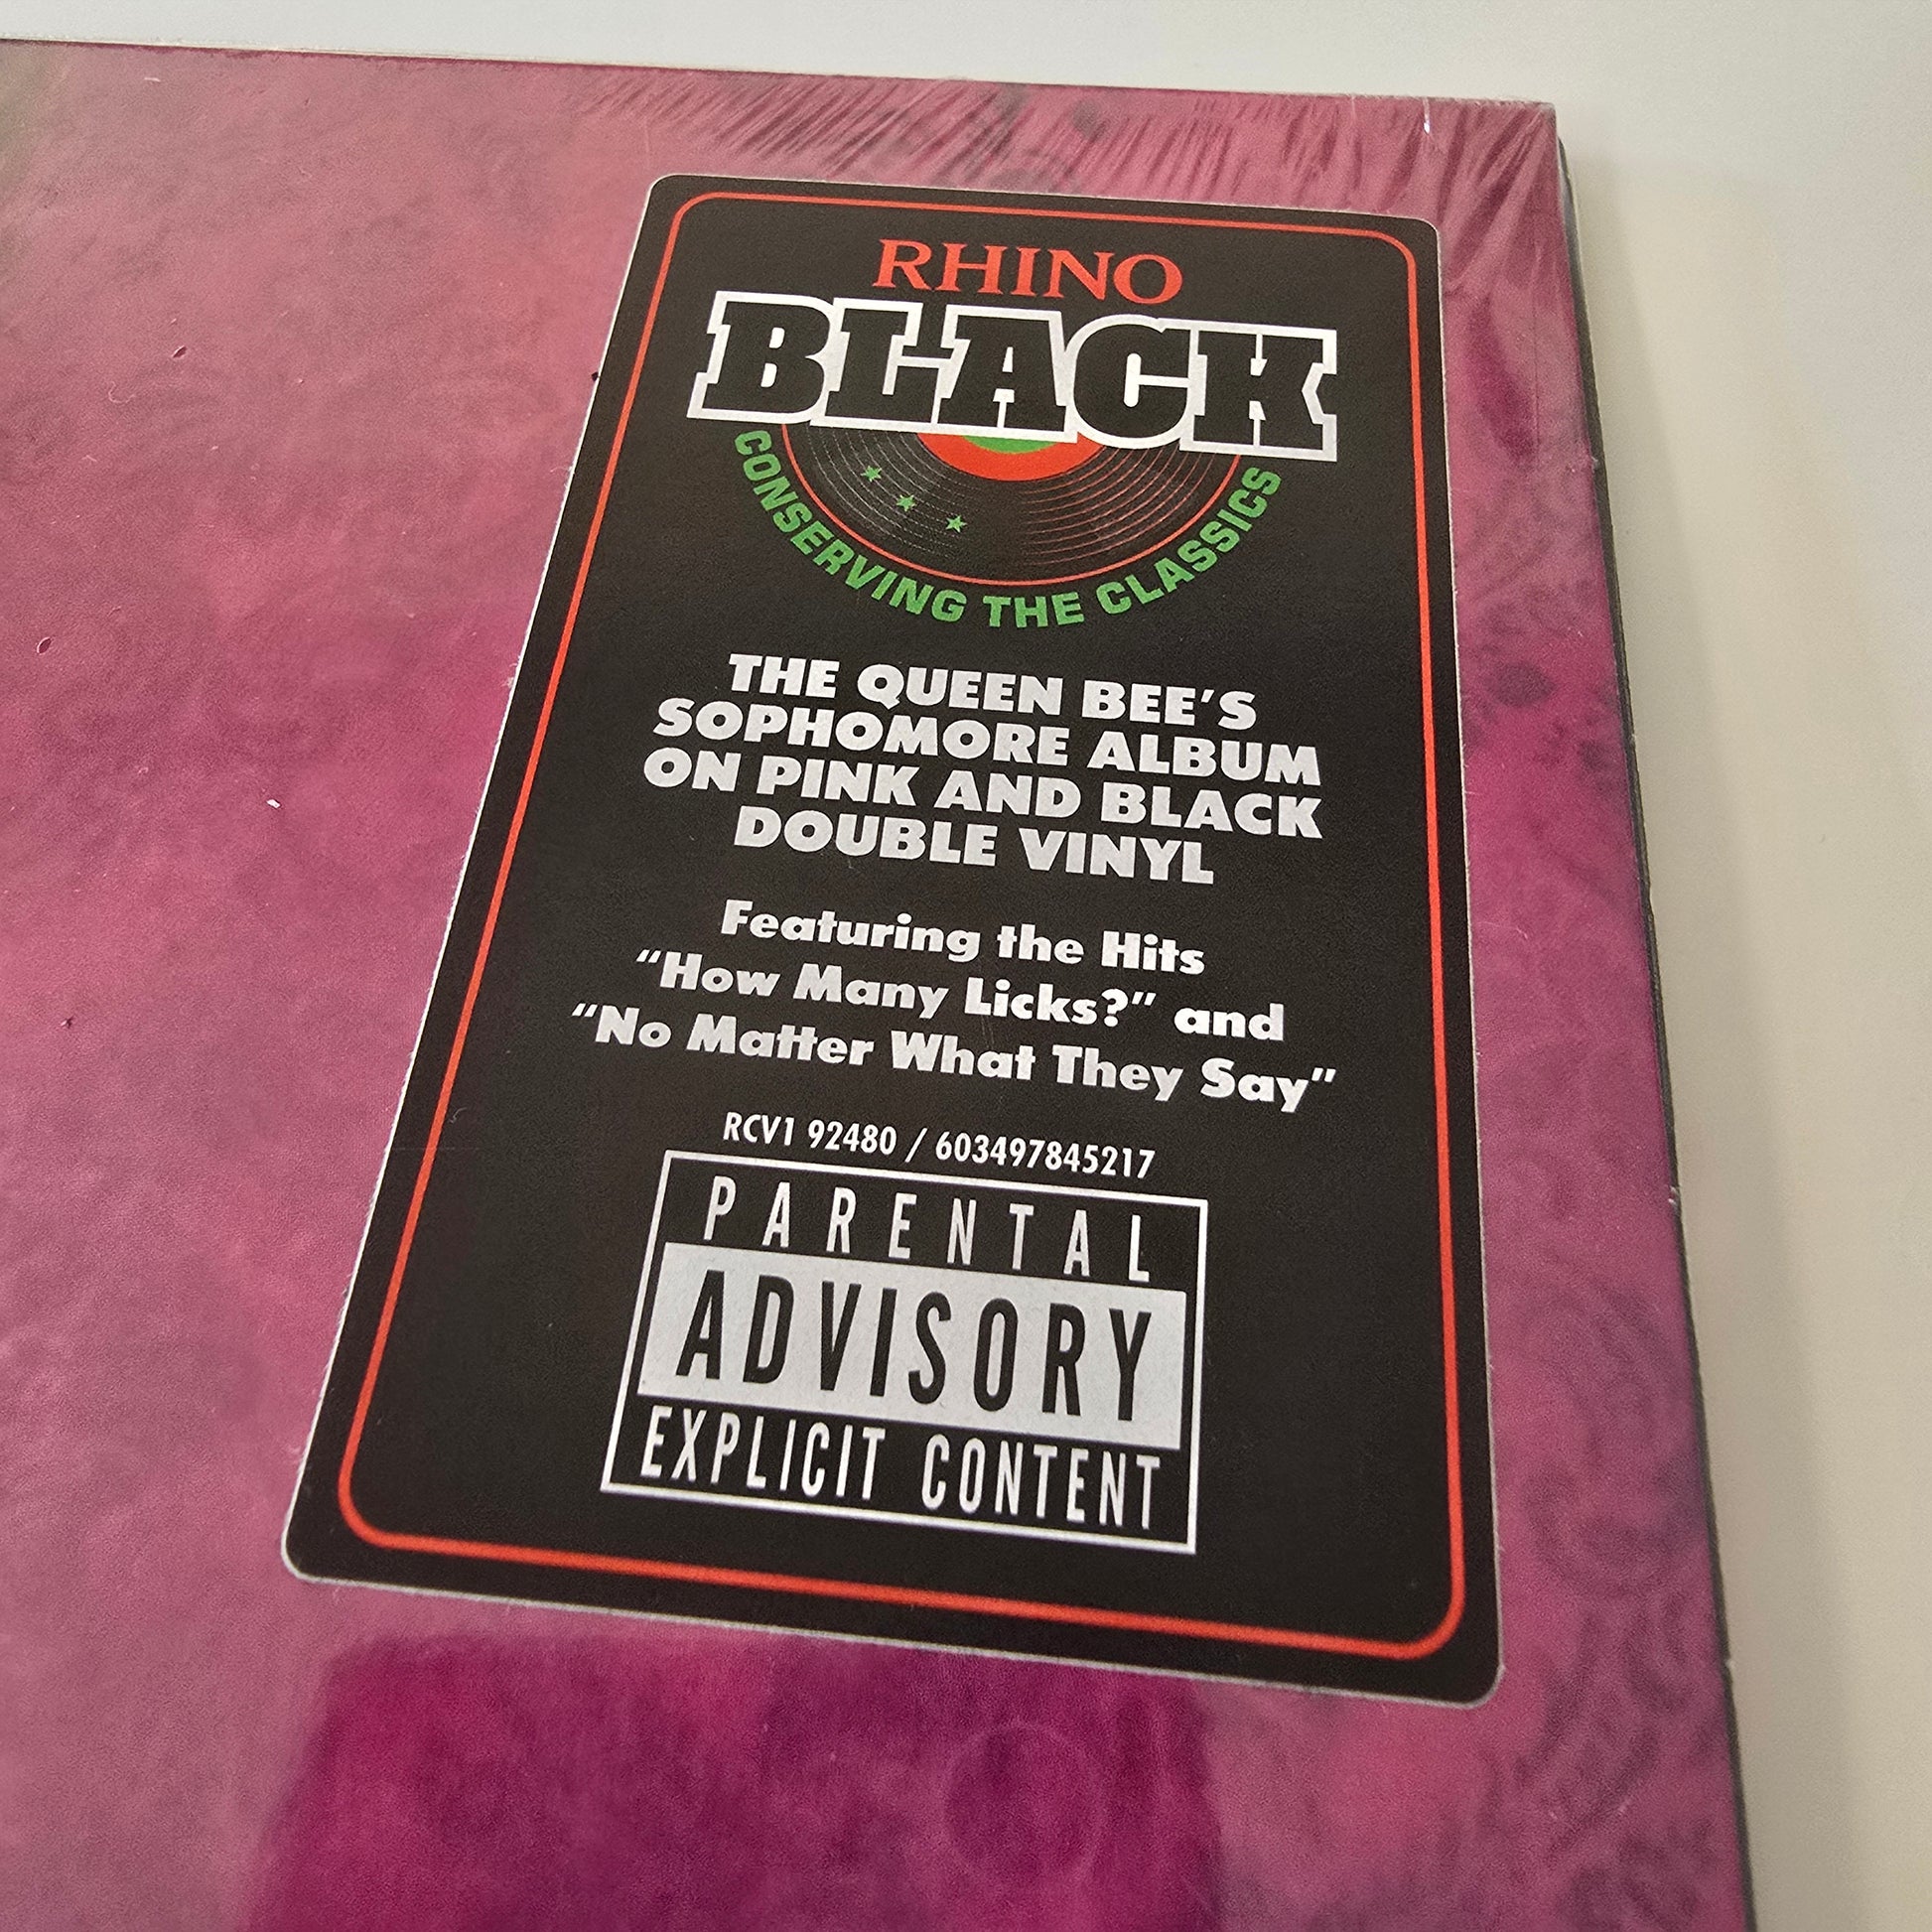 RHINO
BLACK
CONSERVING THE CLASSICS
THE QUEEN BEE'S
SOPHOMORE ALBUM
ON PINK AND BLACK
DOUBLE VINYL
Featuring the Hits
“How Many Licks?” and
“No Matter What They Say”
RCV1 92480 / 603497845217
PARENTAL
ADVISORY
EXPLICIT CONTENT